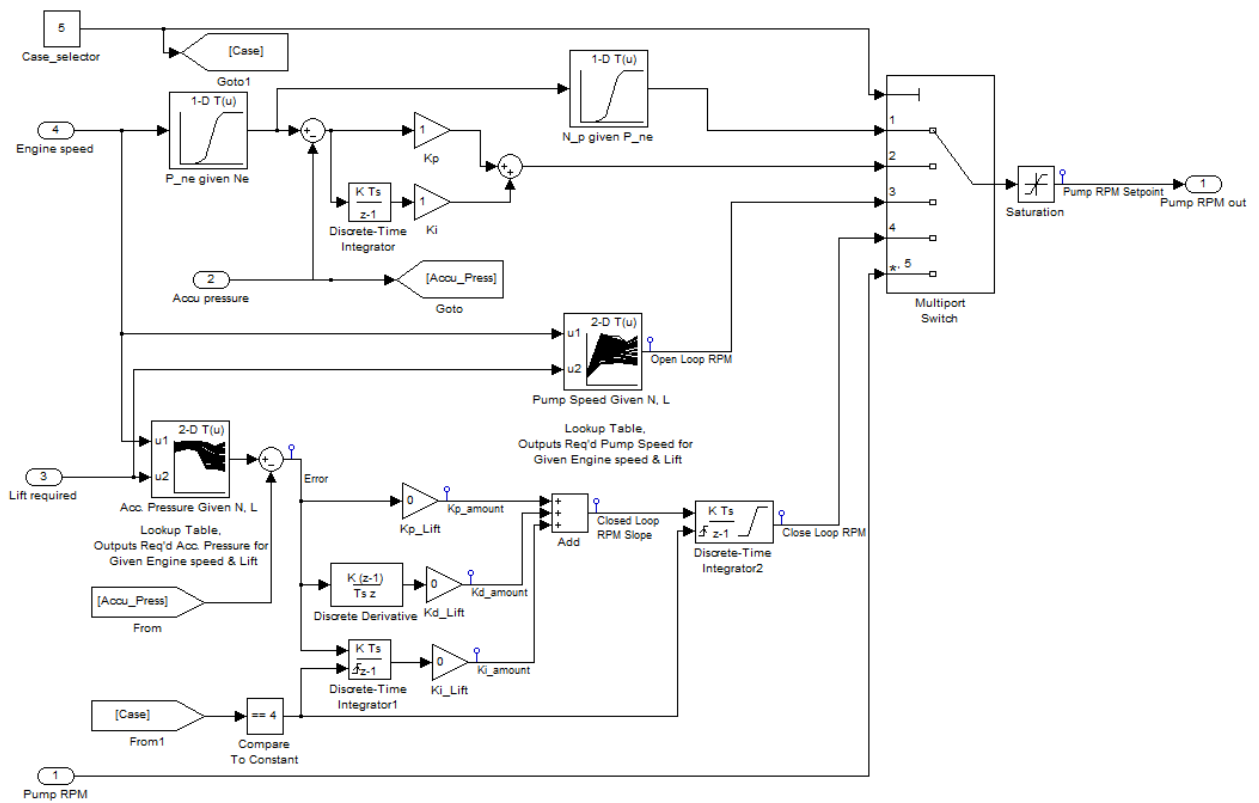 5
Case_selector
[Case]
Goto1
4
Engine speed
1-D T(u)
P_ne given Ne
1-D T(u)
N_p given P_ne
1
Kp
K Ts
z-1
Discrete-Time
Integrator
1
Ki
2
Accu pressure
[Accu_Press]
Goto
1
2
3
4
*, 5
Multiport
Switch
Saturation
Pump RPM Setpoint
1
Pump RPM out
2-D T(u)
u1
u2
Open Loop RPM
Pump Speed Given N, L
Lookup Table,
Outputs Req'd Pump Speed for
Given Engine speed & Lift
3
Lift required
2-D T(u)
u1
u2
Acc. Pressure Given N, L
Lookup Table,
Outputs Req'd Acc. Pressure for
Given Engine speed & Lift
Error
[Accu_Press]
From
0
Kp_Lift
Kp_amount
K (z-1)
Ts z
Discrete Derivative
0
Kd_Lift
Kd_amount
K Ts
z-1
Discrete-Time
Integrator1
0
Ki_Lift
Ki_amount
Add
Closed Loop
RPM Slope
K Ts
z-1
Discrete-Time
Integrator2
Close Loop RPM
[Case]
From1
== 4
Compare
To Constant
1
Pump RPM